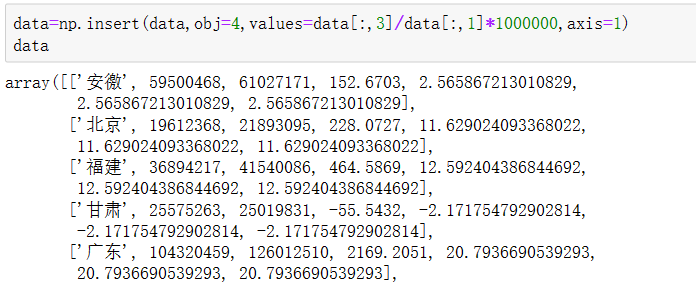 data=np.insert(data,obj=4,values=data[:,3]/data[:,1]*1000000,axis=1)
data
array([['安徽', 59500468, 61027171, 152.6703, 2.565867213010829,
2.565867213010829, 2.565867213010829],
['北京', 19612368, 21893095, 228.0727, 11.629024093368022,
11.629024093368022, 11.629024093368022],
['福建', 36894217, 41540086, 464.5869, 12.592404386844692,
12.592404386844692, 12.592404386844692],
['甘肃', 25575263, 25019831, -55.5432, -2.171754792902814,
-2.171754792902814, -2.171754792902814],
['广东', 104320459, 126012510, 2169.2051, 20.7936690539293,
20.7936690539293, 20.7936690539293],